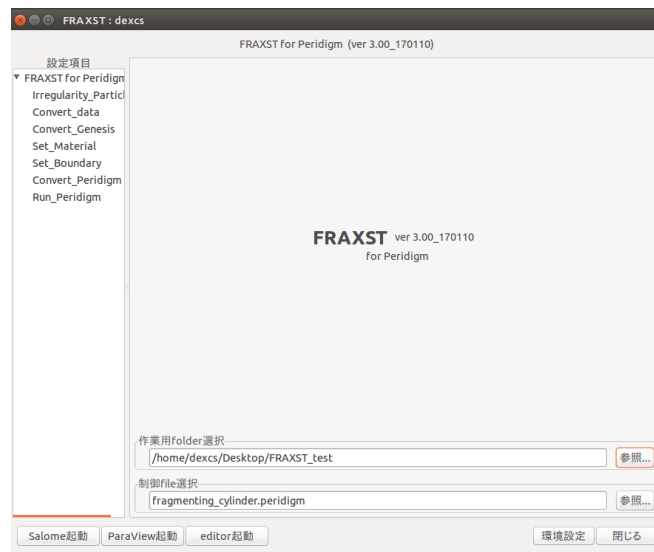 FRAXST : dexcs
FRAXST for Peridigm (ver 3.00_170110)
設定項目
FRAXST for Peridigm
Irregularity_Particl
Convert_data
Convert_Genesis
Set_Material
Set_Boundary
Convert_Peridigm
Run_Peridigm
FRAXST ver 3.00_170110
for Peridigm
作業用folder選択
/home/dexcs/Desktop/FRAXST_test 参照...
制御file選択
fragmenting_cylinder.peridigm 参照...
Salome起動 ParaView起動 editor起動 環境設定 閉じる